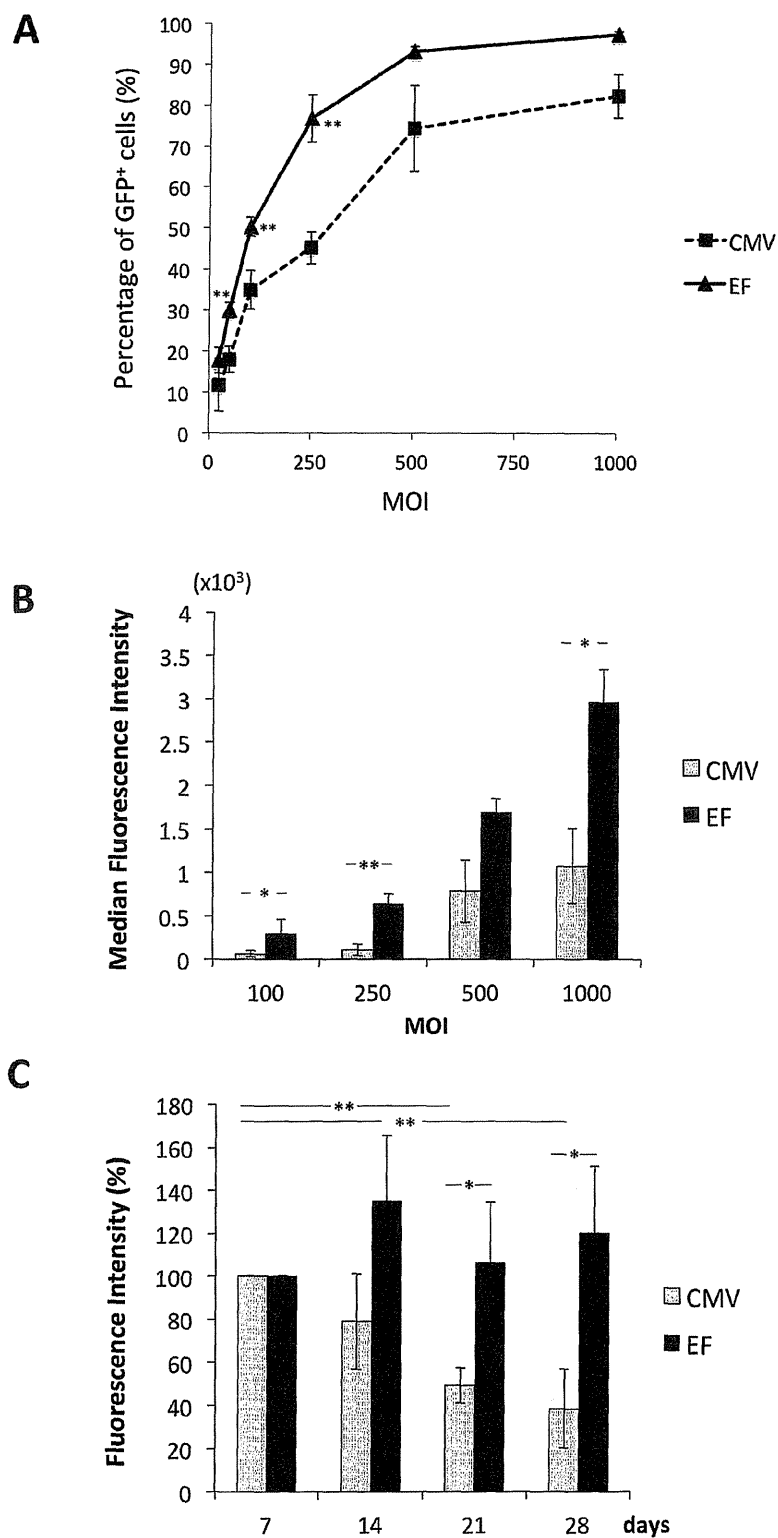 A
Percentage of GFP⁺ cells (%)
100
90
80
70
60
50
40
30
20
10
0
**
**
**
0 250 500 750 1000
MOI
CMV
EF
B
(x10³)
Median Fluorescence Intensity
4
3.5
3
2.5
2
1.5
1
0.5
0
*
**
*
100 250 500 1000
MOI
CMV
EF
C
Fluorescence Intensity (%)
180
160
140
120
100
80
60
40
20
0
**
**
*
*
7 14 21 28 days
CMV
EF